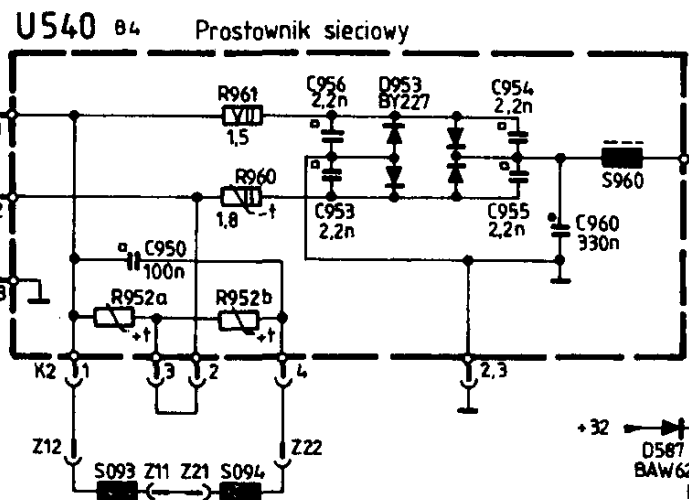 U540 B4 Prostownik sieciowy
C956
2,2n
D953
BY227
C954
2,2n
R961
1,5
R960
1,8
-t
C953
2,2n
C955
2,2n
S960
C960
330n
C950
100n
R952a
+t
R952b
+t
K2 1 3 2 4 2,3
Z12
Z22
S093 Z11 Z21 S094
+32
D587
BAW62